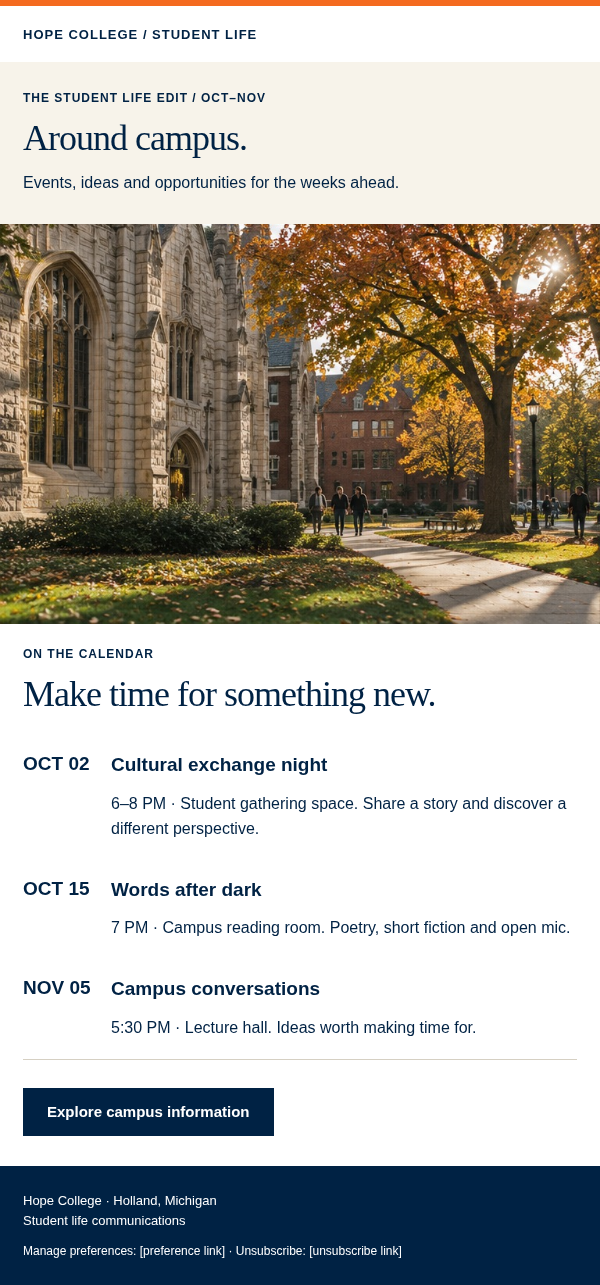 HOPE COLLEGE / STUDENT LIFE
THE STUDENT LIFE EDIT / OCT–NOV
Around campus.
Events, ideas and opportunities for the weeks ahead.
ON THE CALENDAR
Make time for something new.
OCT 02
Cultural exchange night
6–8 PM · Student gathering space. Share a story and discover a
different perspective.
OCT 15
Words after dark
7 PM · Campus reading room. Poetry, short fiction and open mic.
NOV 05
Campus conversations
5:30 PM · Lecture hall. Ideas worth making time for.
Explore campus information
Hope College · Holland, Michigan
Student life communications
Manage preferences: [preference link] · Unsubscribe: [unsubscribe link]